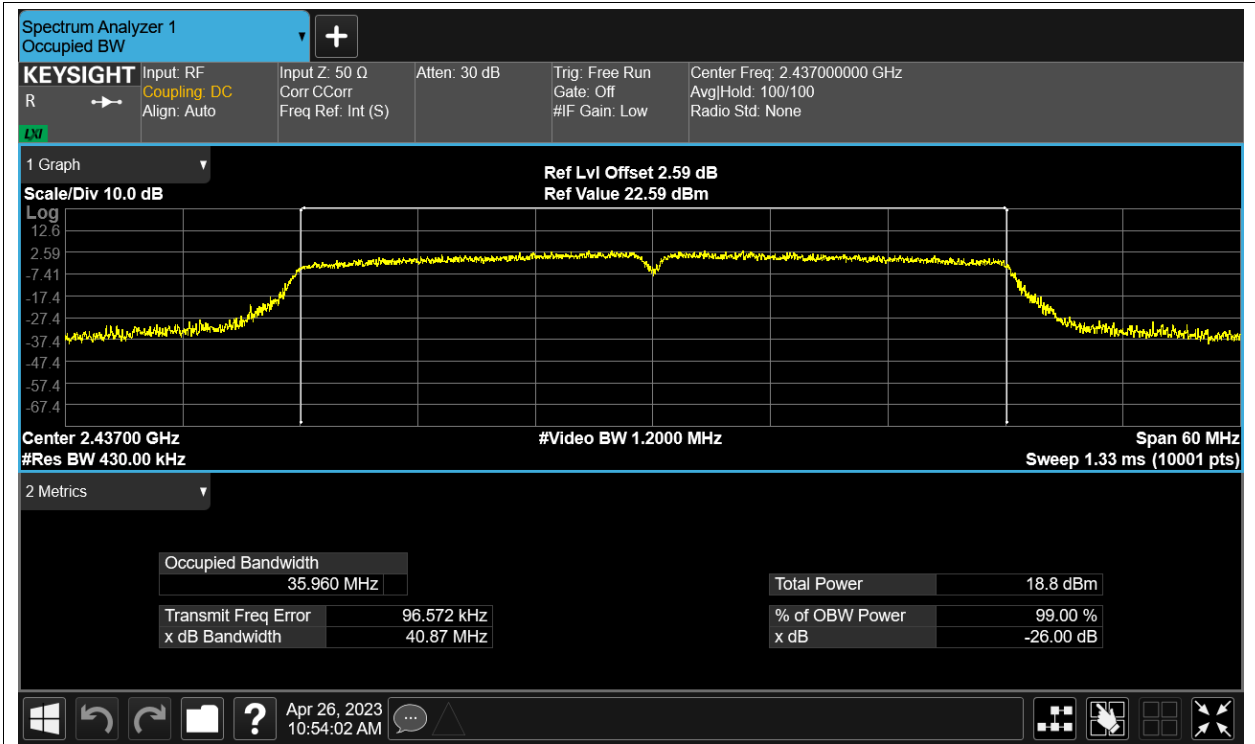 Spectrum Analyzer 1
Occupied BW
KEYSIGHT
R
LXI
Input: RF
Coupling: DC
Align: Auto
Input Z: 50 Ω
Corr CCorr
Freq Ref: Int (S)
Atten: 30 dB
Trig: Free Run
Gate: Off
#IF Gain: Low
Center Freq: 2.437000000 GHz
Avg|Hold: 100/100
Radio Std: None
1 Graph
Scale/Div 10.0 dB
Ref Lvl Offset 2.59 dB
Ref Value 22.59 dBm
Log
12.6
2.59
-7.41
-17.4
-27.4
-37.4
-47.4
-57.4
-67.4
Center 2.43700 GHz
#Res BW 430.00 kHz
#Video BW 1.2000 MHz
Span 60 MHz
Sweep 1.33 ms (10001 pts)
2 Metrics
Occupied Bandwidth
35.960 MHz
Transmit Freq Error 96.572 kHz
x dB Bandwidth 40.87 MHz
Total Power 18.8 dBm
% of OBW Power 99.00 %
x dB -26.00 dB
Apr 26, 2023
10:54:02 AM